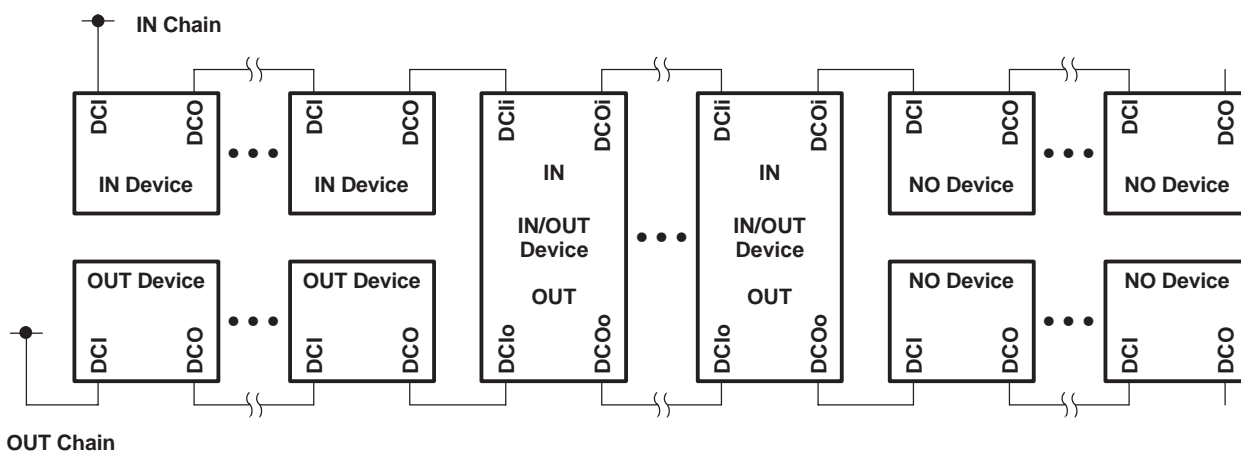 IN Chain
DCI DCO DCI DCO DCIi DCOi DCIi DCOi DCI DCO DCI DCO
IN Device IN Device IN IN NO Device NO Device
IN/OUT IN/OUT
Device Device
OUT Device OUT Device OUT OUT NO Device NO Device
DCI DCO DCI DCO DCIo DCOo DCIo DCOo DCI DCO DCI DCO
OUT Chain